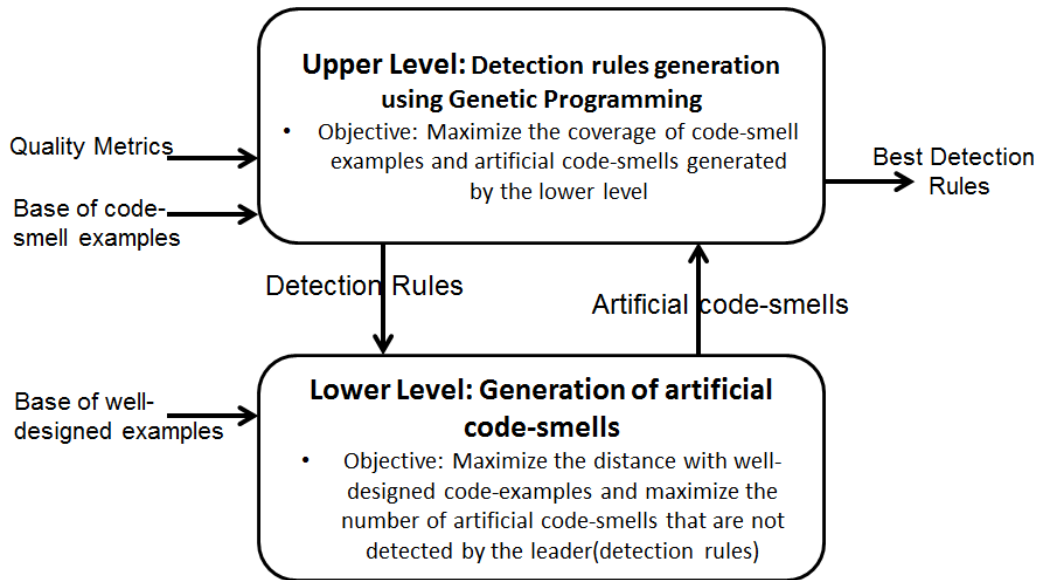 Upper Level: Detection rules generation
using Genetic Programming
• Objective: Maximize the coverage of code-smell
examples and artificial code-smells generated
by the lower level
Quality Metrics
Base of code-
smell examples
Best Detection
Rules
Detection Rules
Artificial code-smells
Base of well-
designed examples
Lower Level: Generation of artificial
code-smells
• Objective: Maximize the distance with well-
designed code-examples and maximize the
number of artificial code-smells that are not
detected by the leader(detection rules)